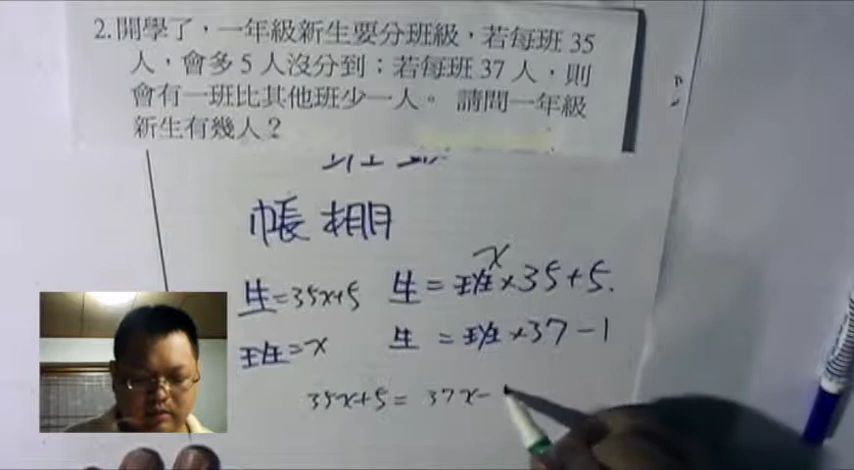 2.開學了，一年級新生要分班級，若每班 35
人，會多 5 人沒分到；若每班 37 人，則
會有一班比其他班少一人。 請問一年級
新生有幾人？
帳棚
x
生=35x+5 生=班×35+5.
班=x 生=班×37-1
35x+5=37x-